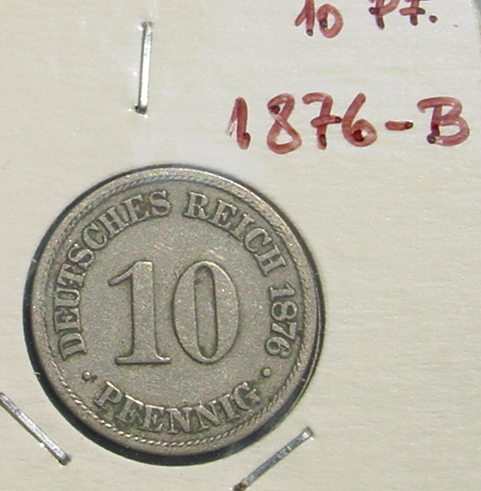 10 Pf.
1876-B
DEUTSCHES REICH 1876
10
PFENNIG